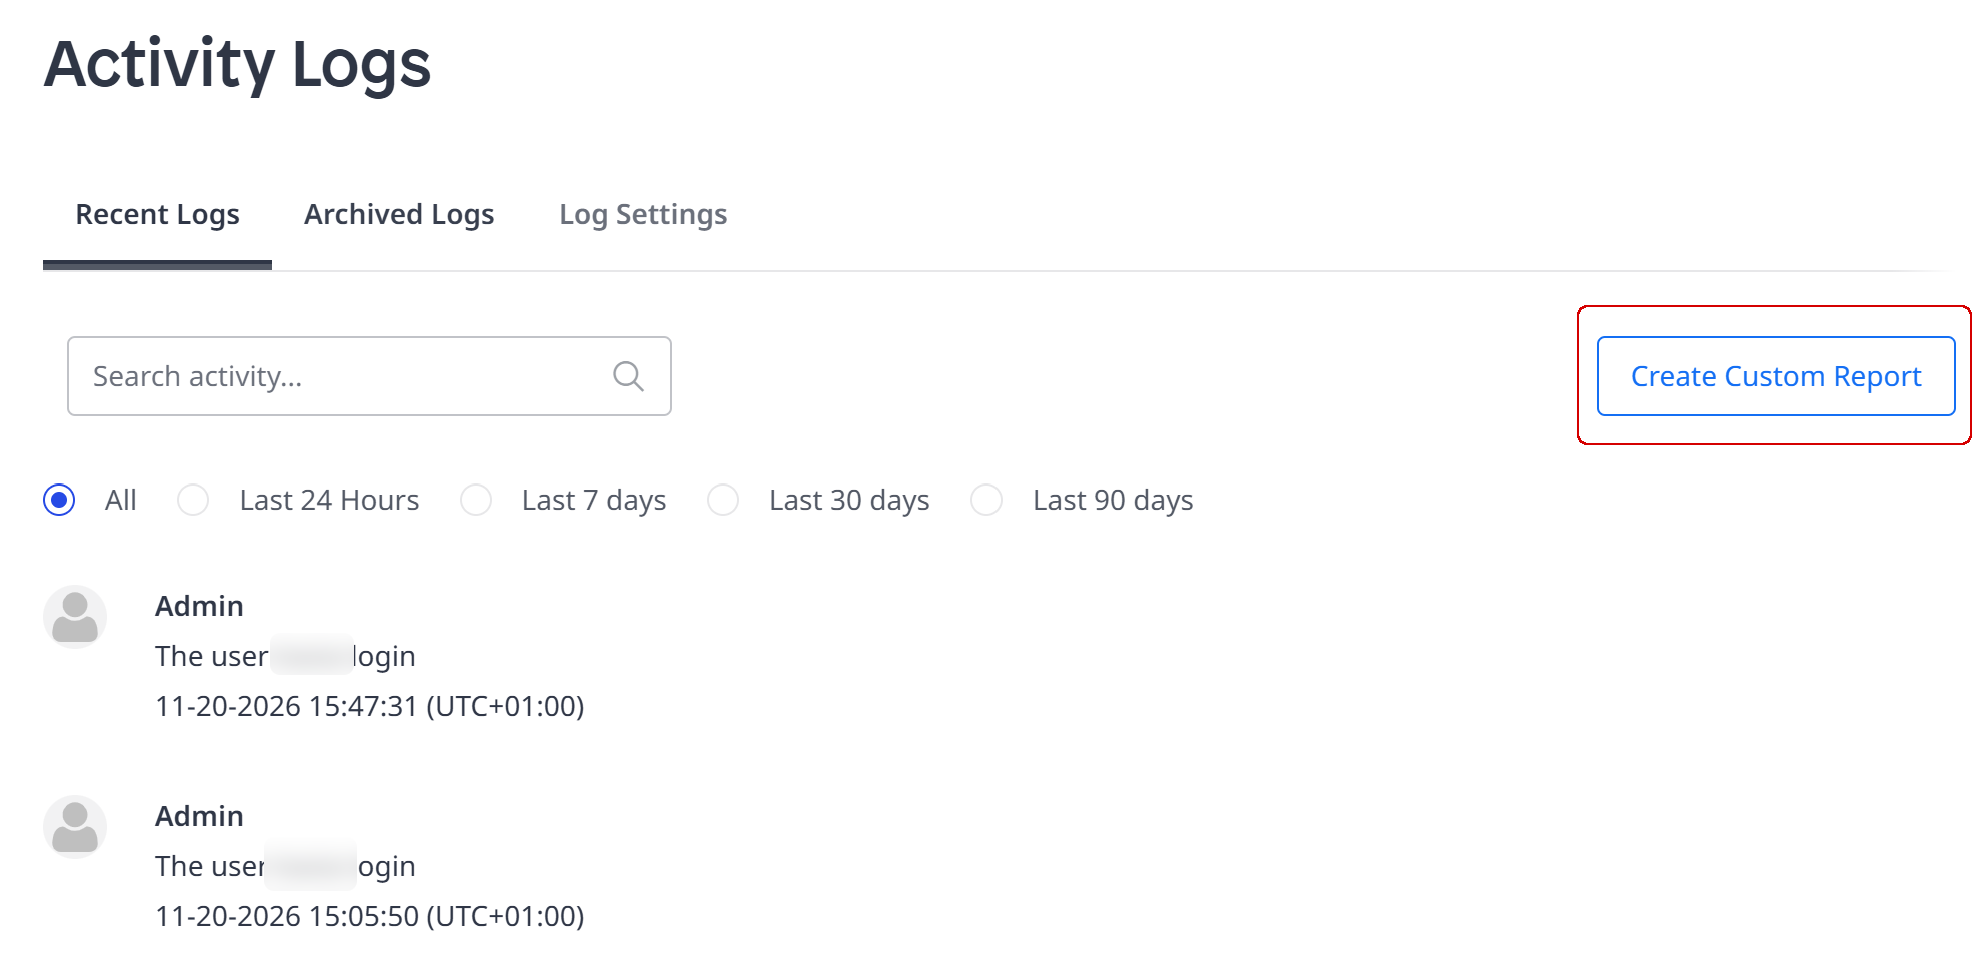 Activity Logs
Recent Logs Archived Logs Log Settings
Search activity... Create Custom Report
All Last 24 Hours Last 7 days Last 30 days Last 90 days
Admin
The user login
11-20-2026 15:47:31 (UTC+01:00)
Admin
The user login
11-20-2026 15:05:50 (UTC+01:00)